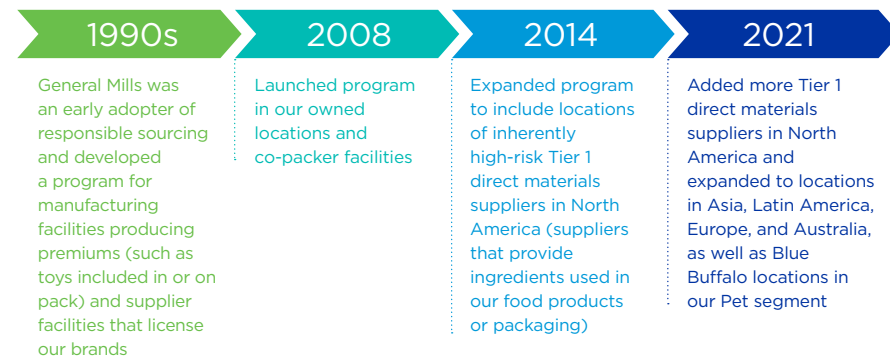 1990s
General Mills was
an early adopter of
responsible sourcing
and developed
a program for
manufacturing
facilities producing
premiums (such as
toys included in or on
pack) and supplier
facilities that license
our brands
2008
Launched program
in our owned
locations and
co-packer facilities
2014
Expanded program
to include locations
of inherently
high-risk Tier 1
direct materials
suppliers in North
America (suppliers
that provide
ingredients used in
our food products
or packaging)
2021
Added more Tier 1
direct materials
suppliers in North
America and
expanded to locations
in Asia, Latin America,
Europe, and Australia,
as well as Blue
Buffalo locations in
our Pet segment